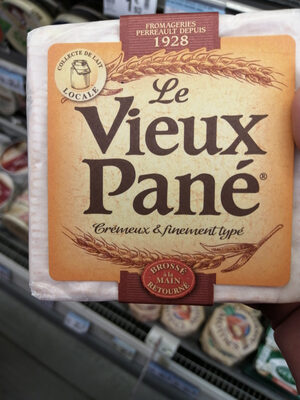 FROMAGERIES
PERREAULT DEPUIS
1928
COLLECTE DE LAIT
LOCALE
Le
Vieux
Pané®
Crémeux & finement typé
BROSSÉ
à la
MAIN
RETOURNÉ